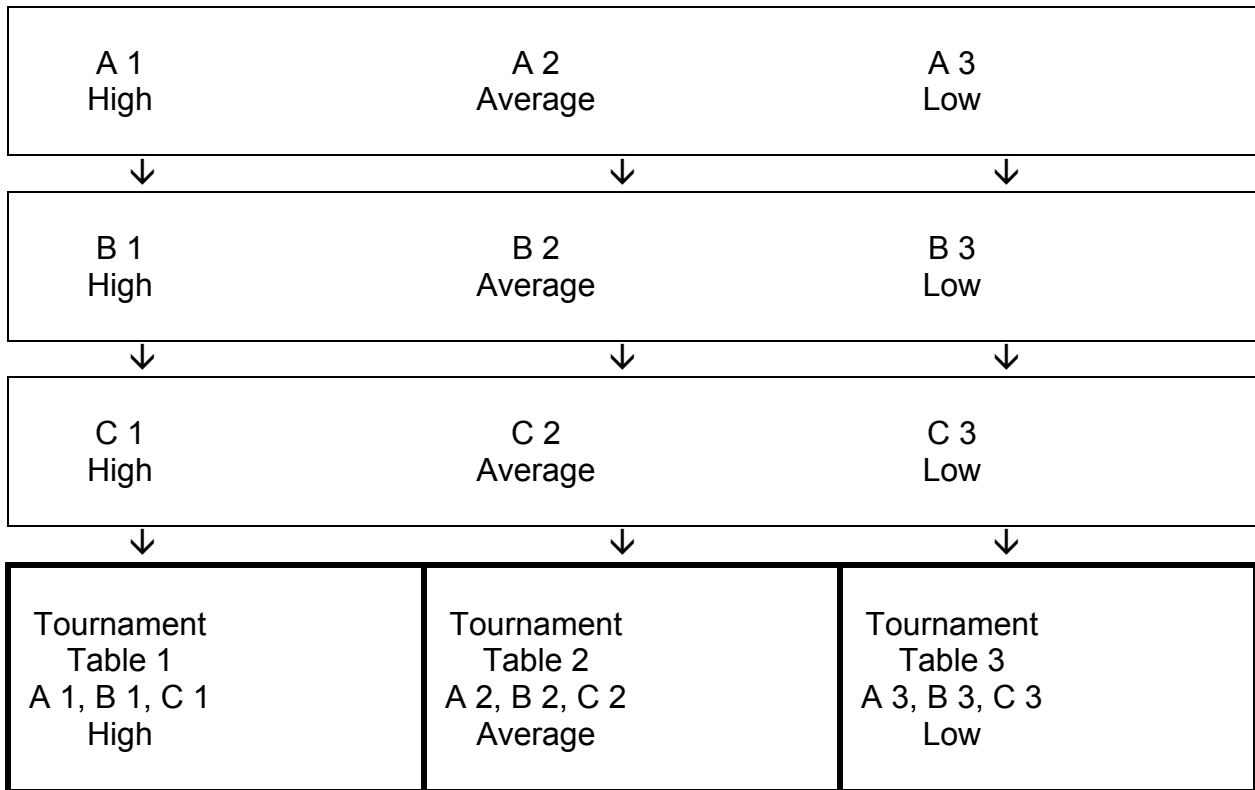 A 1 A 2 A 3
High Average Low
↓ ↓ ↓
B 1 B 2 B 3
High Average Low
↓ ↓ ↓
C 1 C 2 C 3
High Average Low
↓ ↓ ↓
Tournament Tournament Tournament
Table 1 Table 2 Table 3
A 1, B 1, C 1 A 2, B 2, C 2 A 3, B 3, C 3
High Average Low